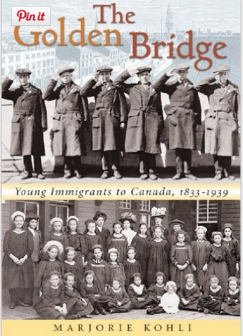 Pin it
The
Golden
Bridge
Young Immigrants to Canada, 1833-1939
MARJORIE KOHLI